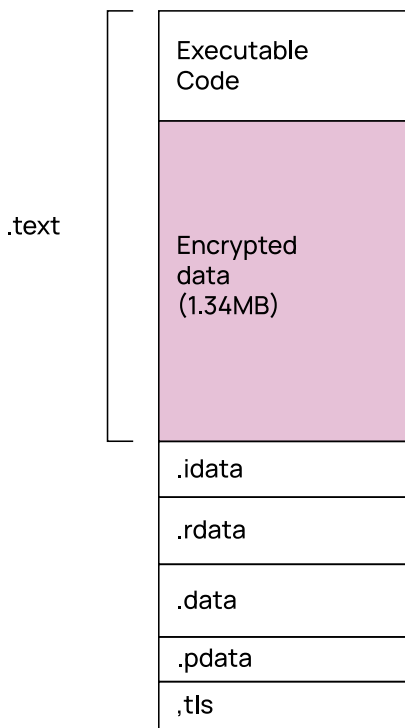 Executable
Code
.text
Encrypted
data
(1.34MB)
.idata
.rdata
.data
.pdata
,tls